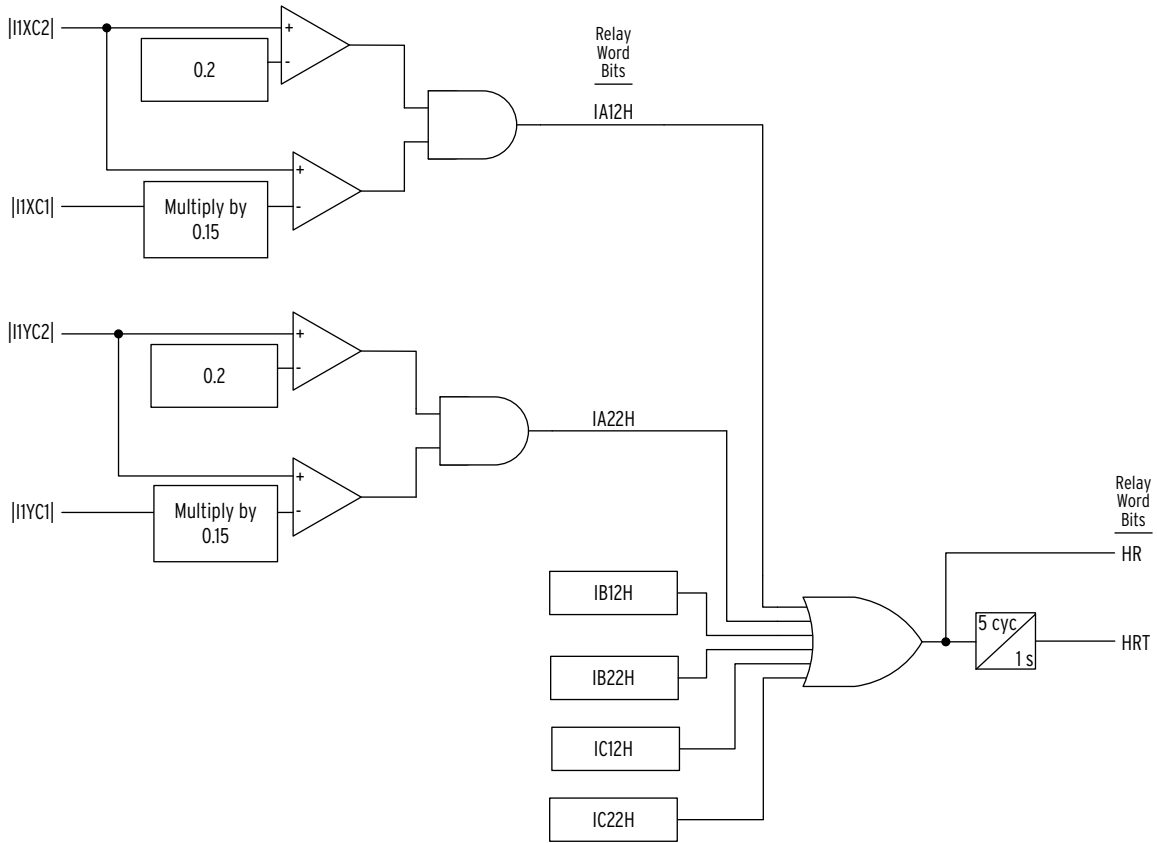 |I1XC2|
+
0.2
-
Relay
Word
Bits
IA12H
+
|I1XC1|
Multiply by
0.15
-
|I1YC2|
+
0.2
-
IA22H
+
|I1YC1|
Multiply by
0.15
-
Relay
Word
Bits
HR
IB12H
5 cyc
1 s
HRT
IB22H
IC12H
IC22H